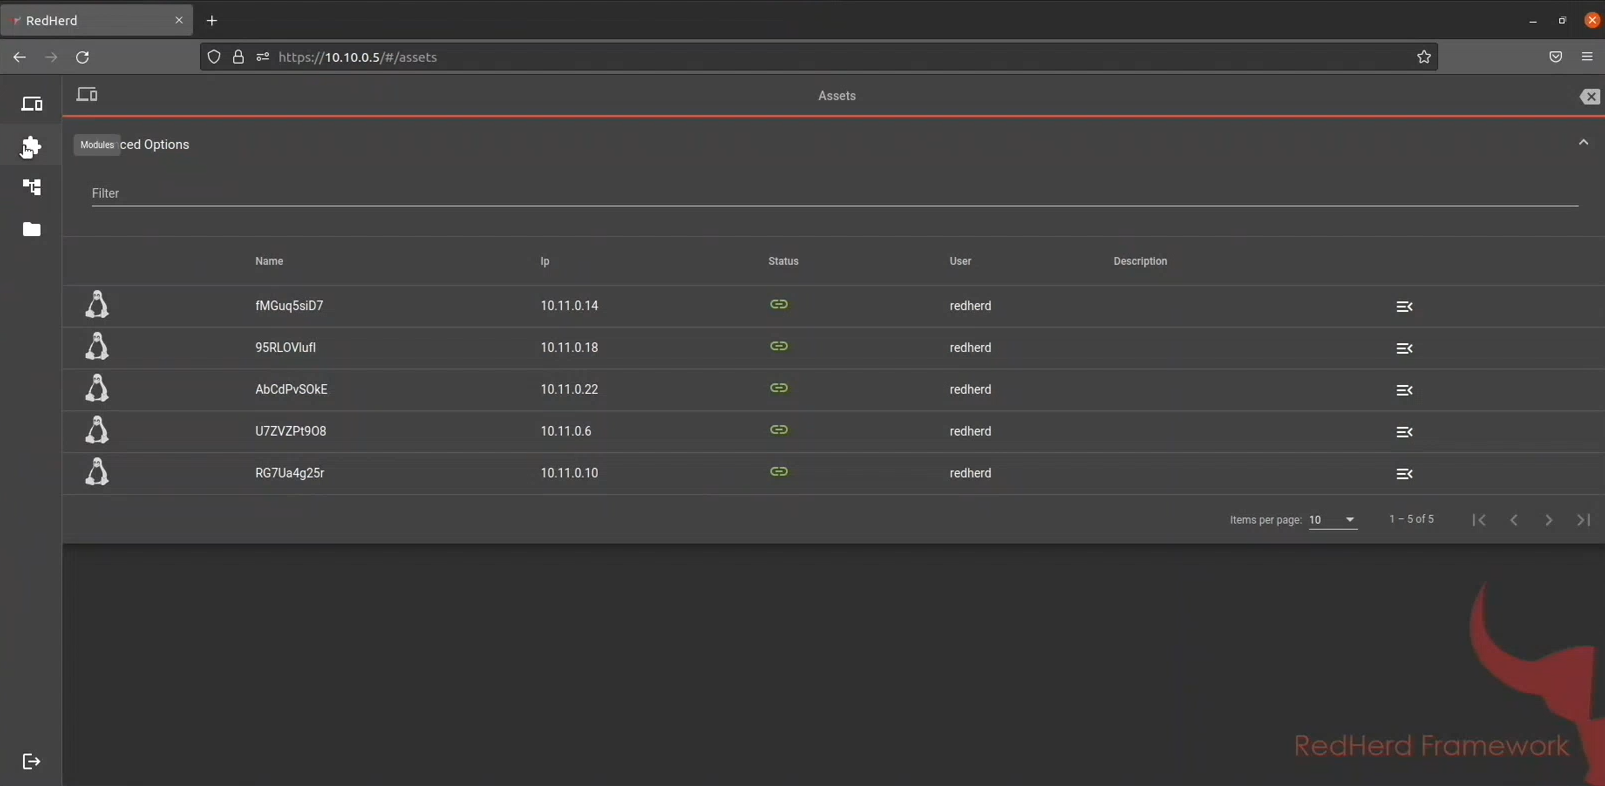 RedHerd
https://10.10.0.5/#/assets
Assets
Modules ced Options
Filter
Name Ip Status User Description
fMGuq5siD7 10.11.0.14 redherd
95RLOVlufI 10.11.0.18 redherd
AbCdPvSOkE 10.11.0.22 redherd
U7ZVZPt9O8 10.11.0.6 redherd
RG7Ua4g25r 10.11.0.10 redherd
Items per page: 10 1 – 5 of 5
RedHerd Framework